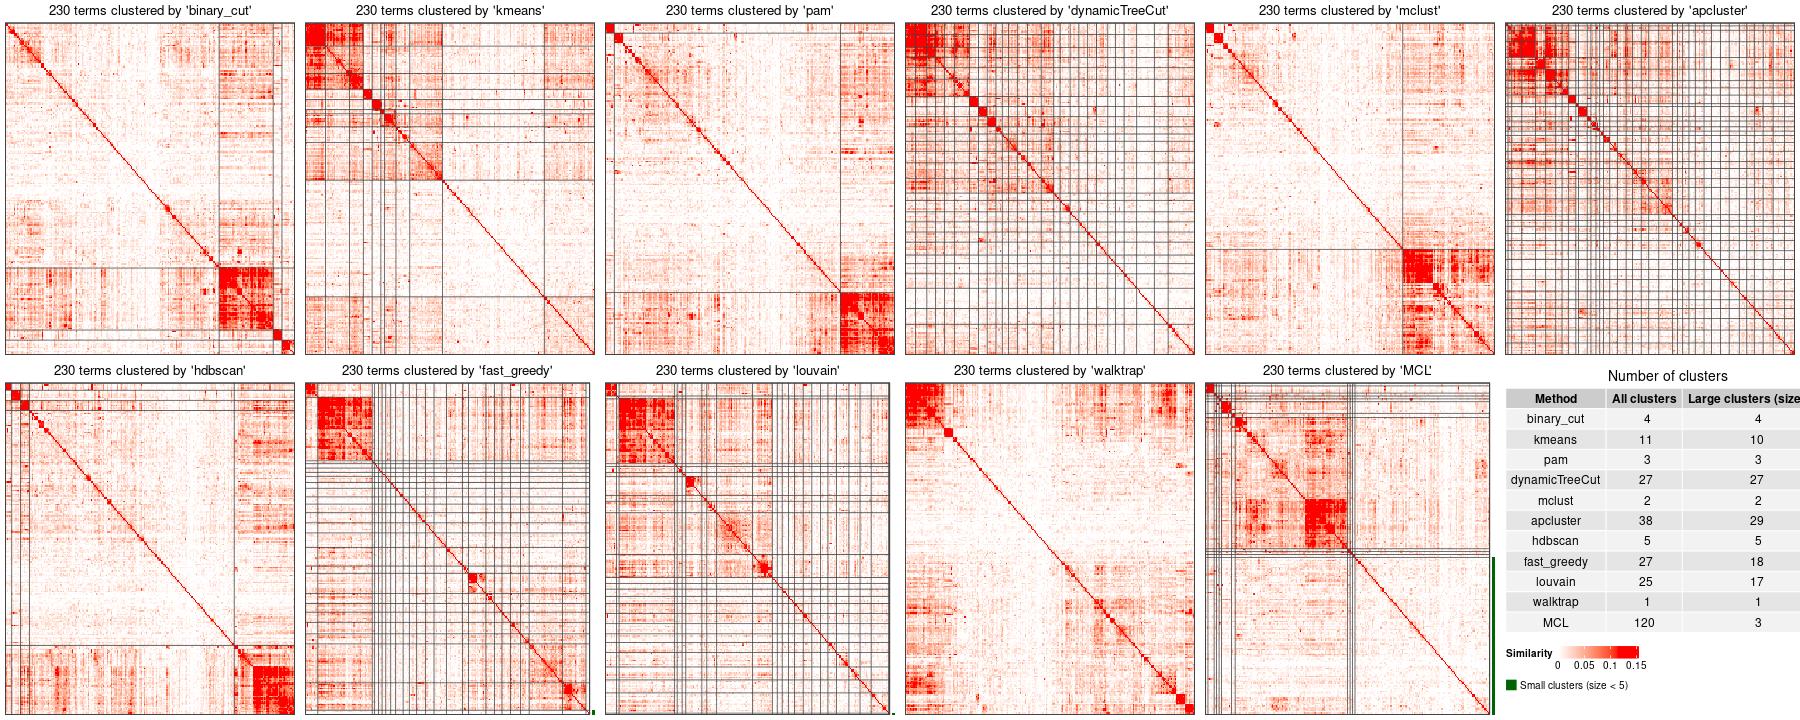 230 terms clustered by 'binary_cut'
230 terms clustered by 'kmeans'
230 terms clustered by 'pam'
230 terms clustered by 'dynamicTreeCut'
230 terms clustered by 'mclust'
230 terms clustered by 'apcluster'
230 terms clustered by 'hdbscan'
230 terms clustered by 'fast_greedy'
230 terms clustered by 'louvain'
230 terms clustered by 'walktrap'
230 terms clustered by 'MCL'
Number of clusters
Method All clusters Large clusters (size
binary_cut 4 4
kmeans 11 10
pam 3 3
dynamicTreeCut 27 27
mclust 2 2
apcluster 38 29
hdbscan 5 5
fast_greedy 27 18
louvain 25 17
walktrap 1 1
MCL 120 3
Similarity
0 0.05 0.1 0.15
Small clusters (size < 5)